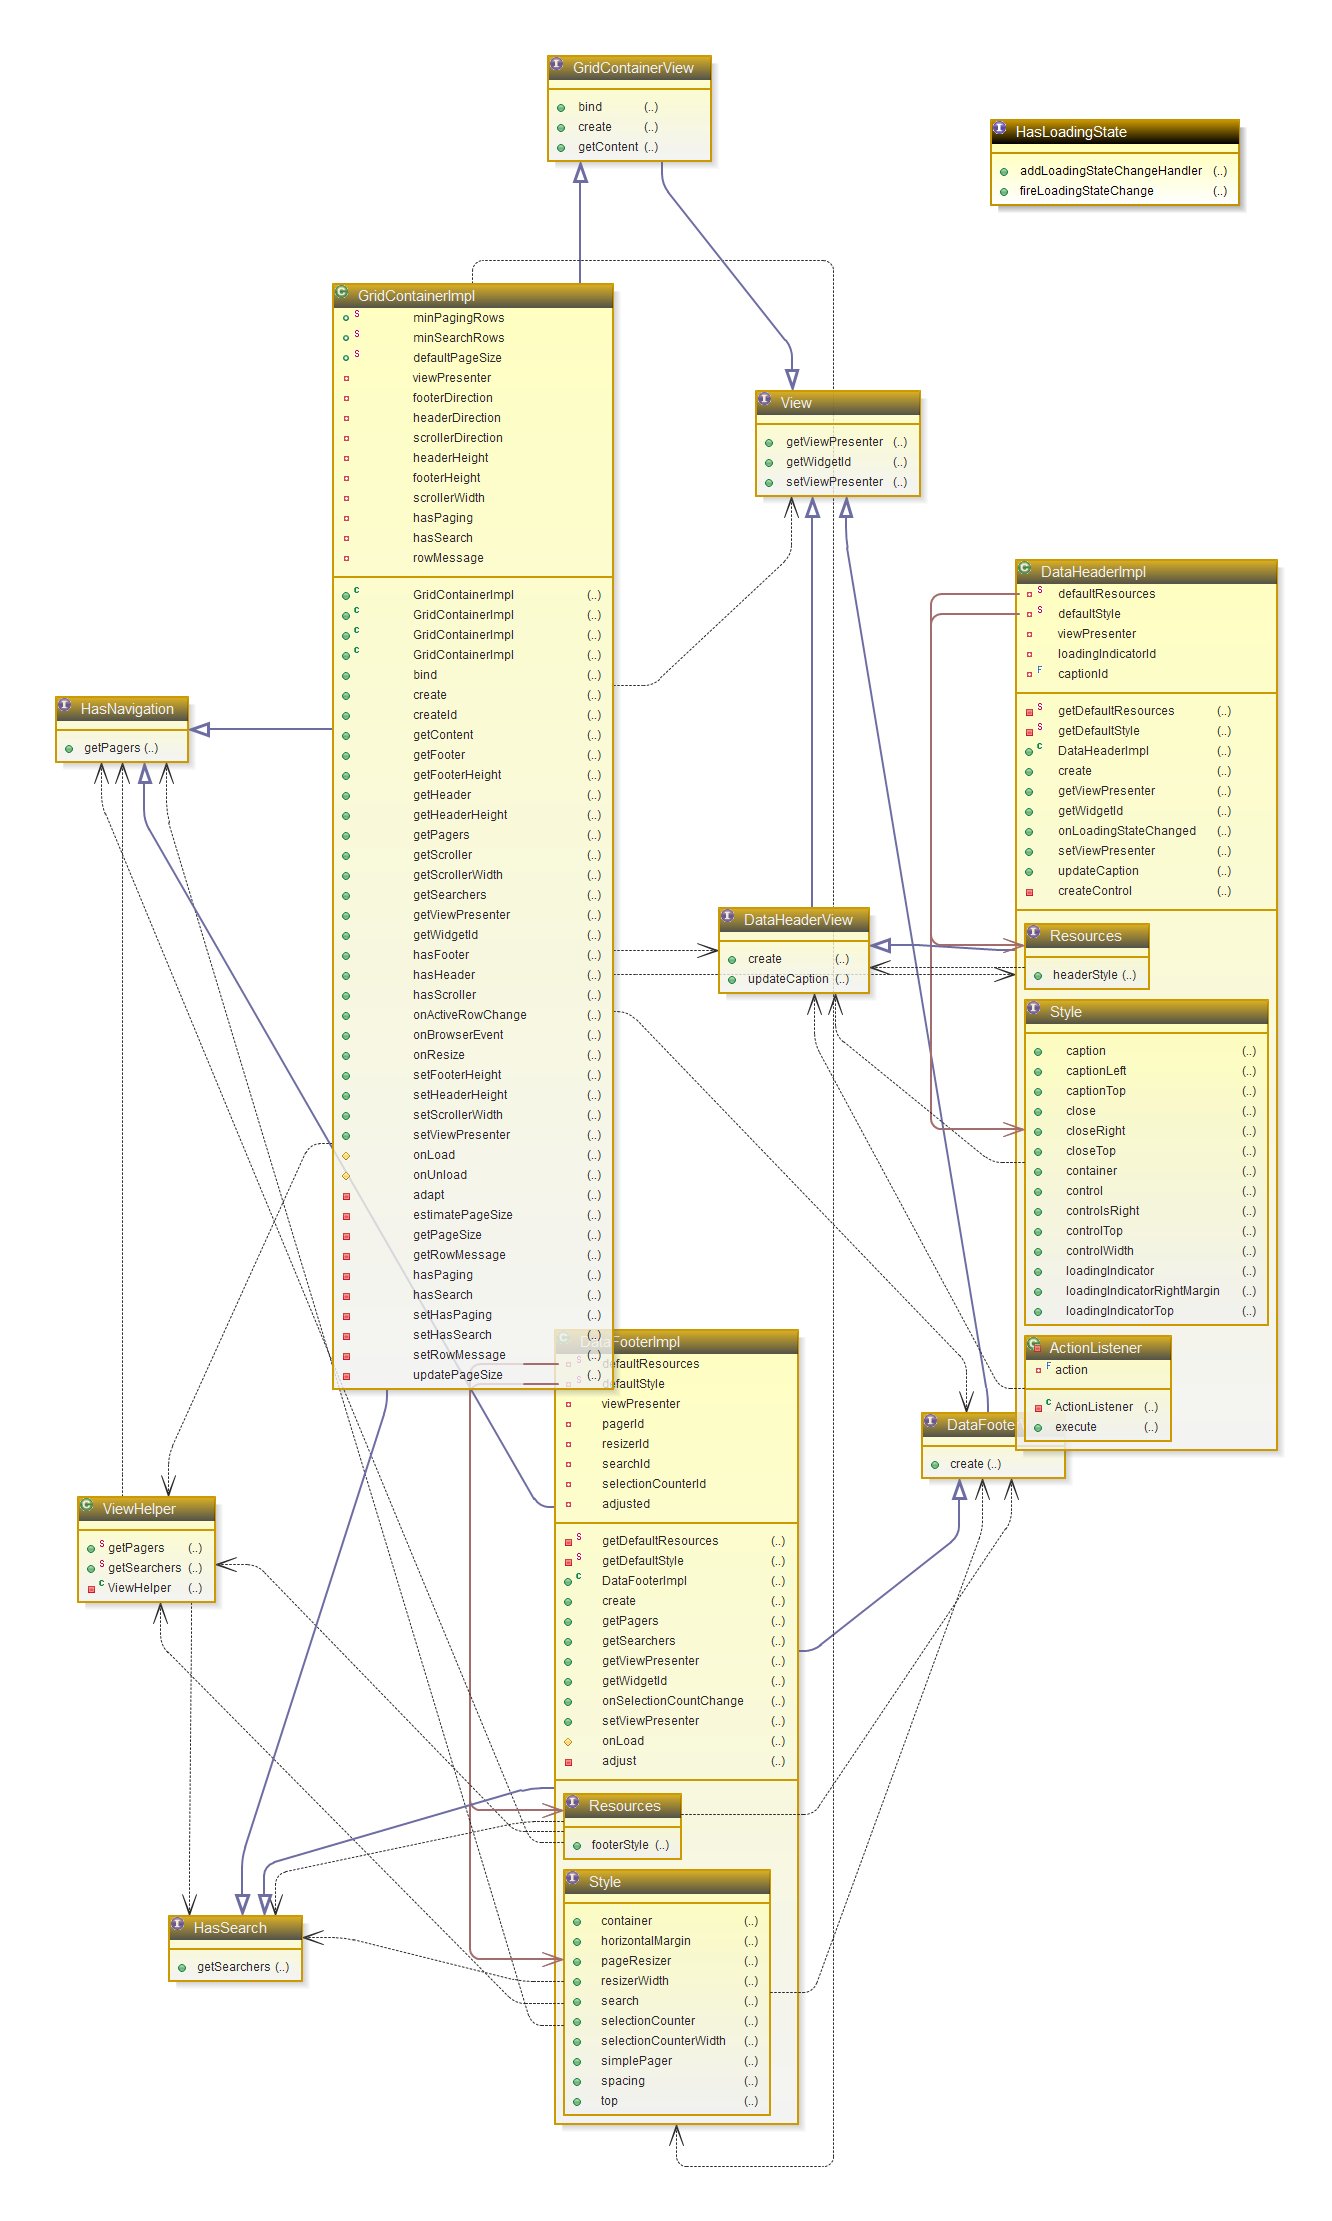 GridContainerView
bind (..)
create (..)
getContent (..)
HasLoadingState
addLoadingStateChangeHandler (..)
fireLoadingStateChange (..)
GridContainerImpl
minPagingRows
minSearchRows
defaultPageSize
viewPresenter
footerDirection
headerDirection
scrollerDirection
headerHeight
footerHeight
scrollerWidth
hasPaging
hasSearch
rowMessage
GridContainerImpl (..)
GridContainerImpl (..)
GridContainerImpl (..)
GridContainerImpl (..)
bind (..)
create (..)
createId (..)
getContent (..)
getFooter (..)
getFooterHeight (..)
getHeader (..)
getHeaderHeight (..)
getPagers (..)
getScroller (..)
getScrollerWidth (..)
getSearchers (..)
getViewPresenter (..)
getWidgetId (..)
hasFooter (..)
hasHeader (..)
hasScroller (..)
onActiveRowChange (..)
onBrowserEvent (..)
onResize (..)
setFooterHeight (..)
setHeaderHeight (..)
setScrollerWidth (..)
setViewPresenter (..)
onLoad (..)
onUnload (..)
adapt (..)
estimatePageSize (..)
getPageSize (..)
getRowMessage (..)
hasPaging (..)
hasSearch (..)
setHasPaging (..)
setHasSearch (..)
setRowMessage (..)
updatePageSize (..)
View
getViewPresenter (..)
getWidgetId (..)
setViewPresenter (..)
DataHeaderImpl
defaultResources
defaultStyle
viewPresenter
loadingIndicatorId
captionId
getDefaultResources (..)
getDefaultStyle (..)
DataHeaderImpl (..)
create (..)
getViewPresenter (..)
getWidgetId (..)
onLoadingStateChanged (..)
setViewPresenter (..)
updateCaption (..)
createControl (..)
Resources
headerStyle (..)
Style
caption (..)
captionLeft (..)
captionTop (..)
close (..)
closeRight (..)
closeTop (..)
container (..)
control (..)
controlsRight (..)
controlTop (..)
controlWidth (..)
loadingIndicator (..)
loadingIndicatorRightMargin (..)
loadingIndicatorTop (..)
ActionListener
action
ActionListener (..)
execute (..)
HasNavigation
getPagers (..)
DataHeaderView
create (..)
updateCaption (..)
DataFoote
create (..)
DataFooterImpl
defaultResources
defaultStyle
viewPresenter
pagerId
resizerId
searchId
selectionCounterId
adjusted
getDefaultResources (..)
getDefaultStyle (..)
DataFooterImpl (..)
create (..)
getPagers (..)
getSearchers (..)
getViewPresenter (..)
getWidgetId (..)
onSelectionCountChange (..)
setViewPresenter (..)
onLoad (..)
adjust (..)
Resources
footerStyle (..)
Style
container (..)
horizontalMargin (..)
pageResizer (..)
resizerWidth (..)
search (..)
selectionCounter (..)
selectionCounterWidth (..)
simplePager (..)
spacing (..)
top (..)
ViewHelper
getPagers (..)
getSearchers (..)
ViewHelper (..)
HasSearch
getSearchers (..)